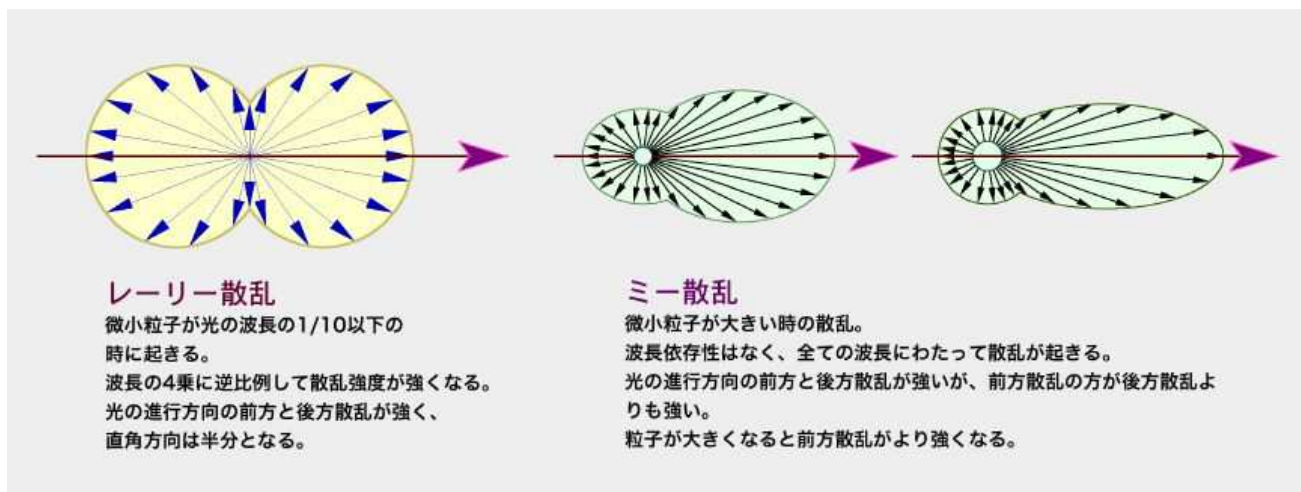 レーリー散乱
微小粒子が光の波長の1/10以下の
時に起きる。
波長の4乗に逆比例して散乱強度が強くなる。
光の進行方向の前方と後方散乱が強く、
直角方向は半分となる。
ミー散乱
微小粒子が大きい時の散乱。
波長依存性はなく、全ての波長にわたって散乱が起きる。
光の進行方向の前方と後方散乱が強いが、前方散乱の方が後方散乱よ
りも強い。
粒子が大きくなると前方散乱がより強くなる。